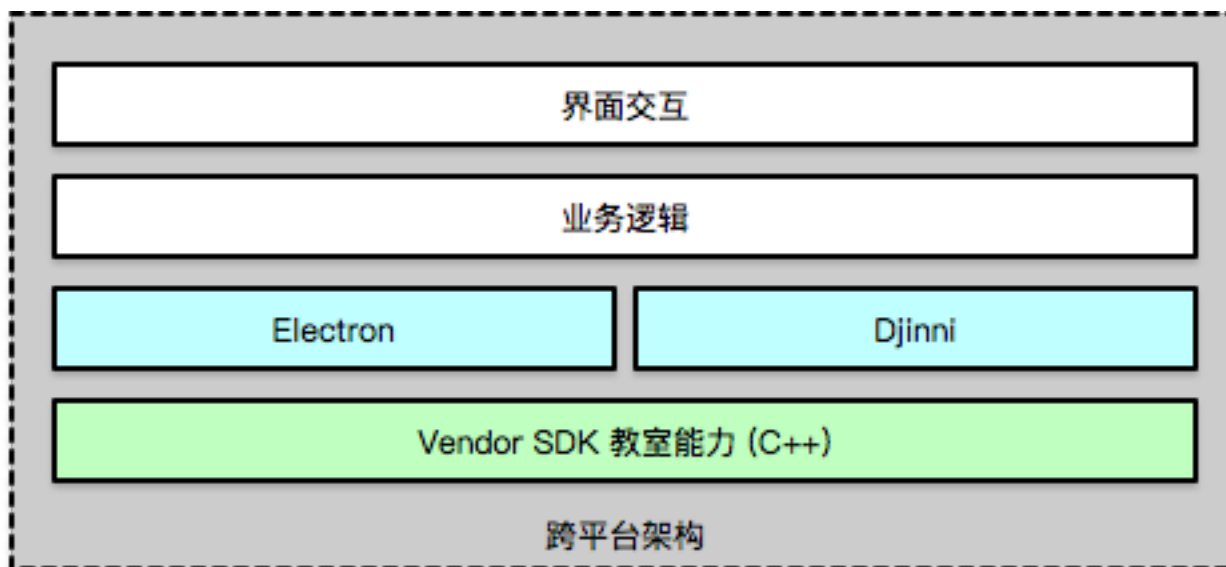 界面交互
业务逻辑
Electron
Djinni
Vendor SDK 教室能力 (C++)
跨平台架构